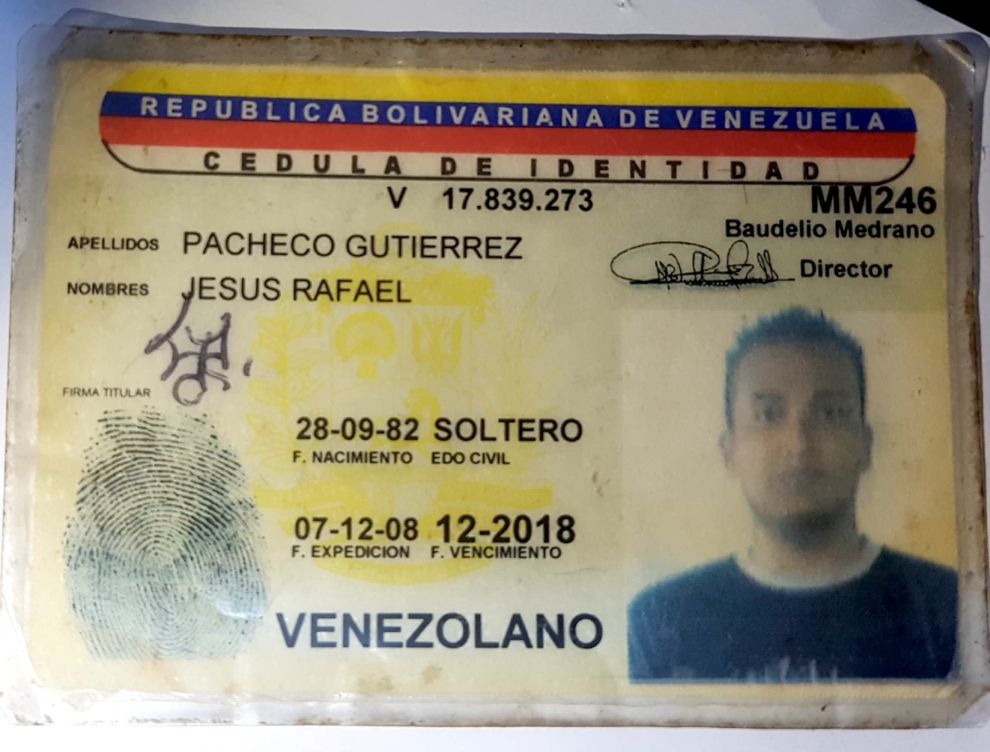 REPUBLICA BOLIVARIANA DE VENEZUELA
CEDULA DE IDENTIDAD
V 17.839.273
MM246
Baudelio Medrano
Director
APELLIDOS PACHECO GUTIERREZ
NOMBRES JESUS RAFAEL
FIRMA TITULAR
28-09-82 SOLTERO
F. NACIMIENTO EDO CIVIL
07-12-08 12-2018
F. EXPEDICION F. VENCIMIENTO
VENEZOLANO